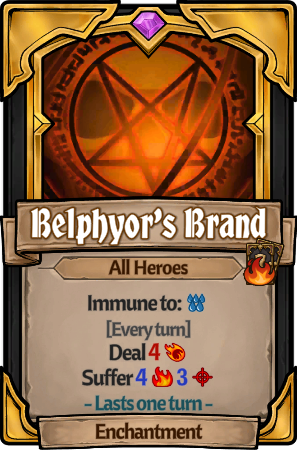 Belphyor's Brand
All Heroes
Immune to:
[Every turn]
Deal 4
Suffer 4 3
- Lasts one turn -
Enchantment